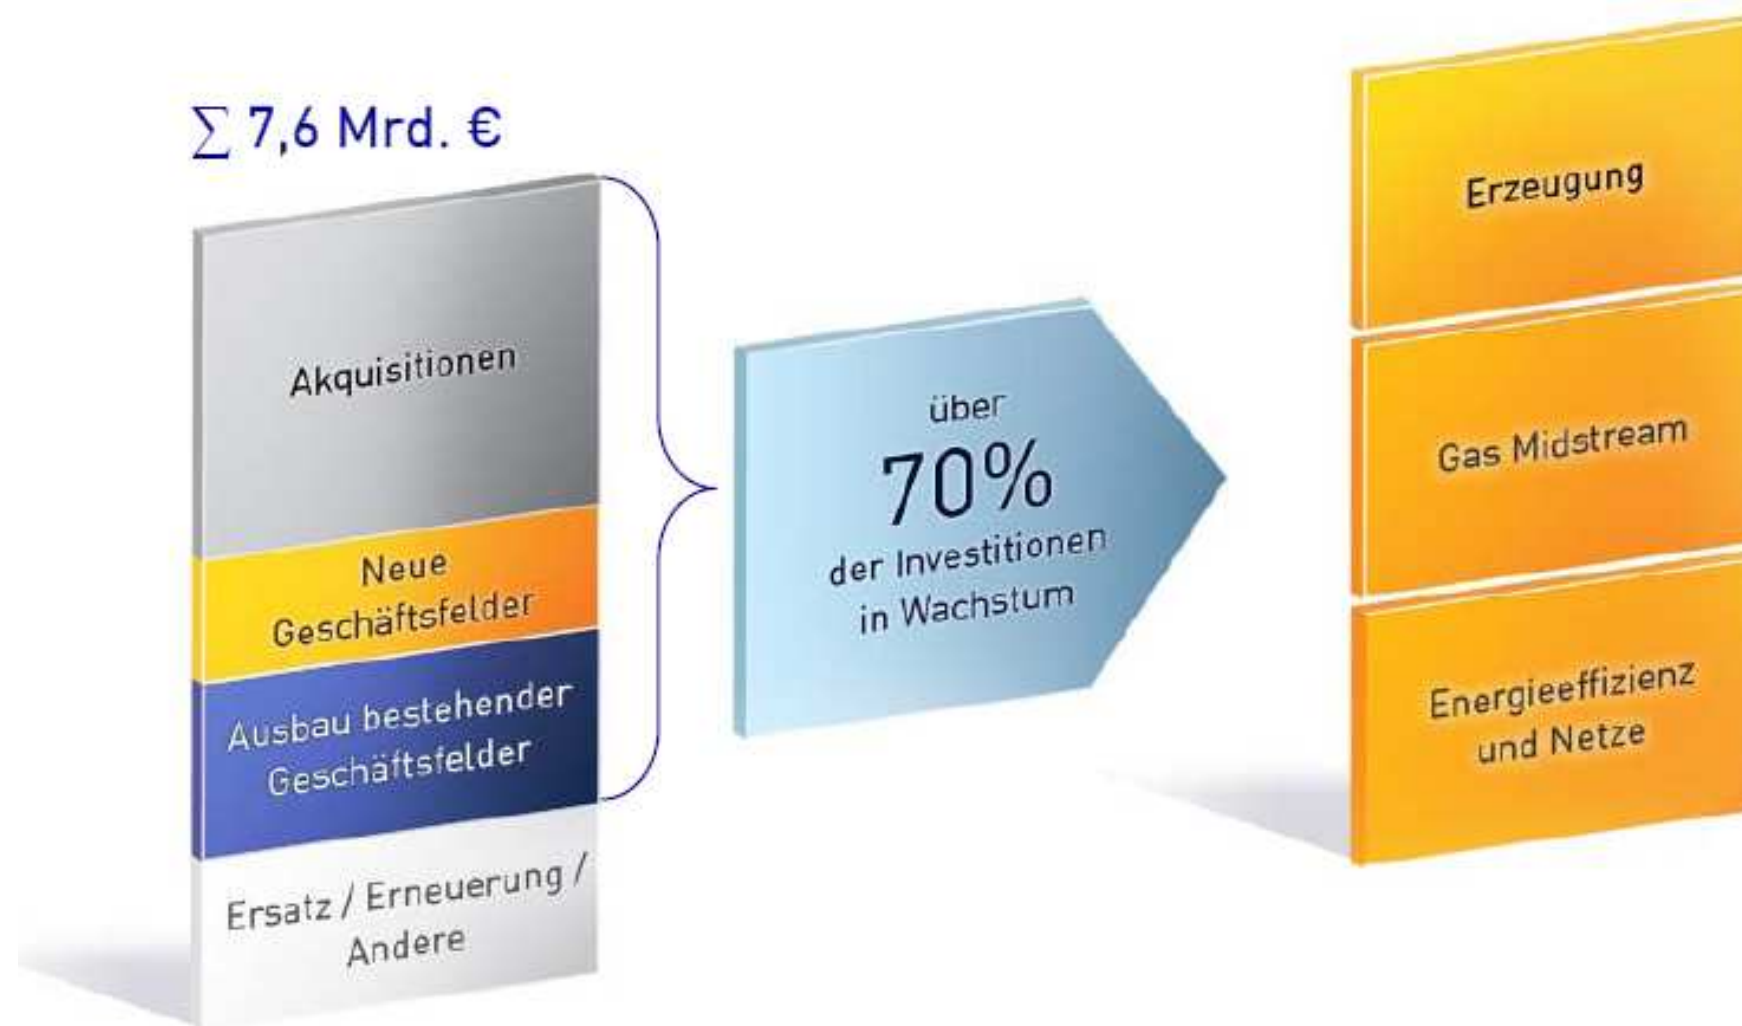 ∑ 7,6 Mrd. €
Akquisitionen
Neue
Geschäftsfelder
Ausbau bestehender
Geschäftsfelder
Ersatz / Erneuerung /
Andere
über
70%
der Investitionen
in Wachstum
Erzeugung
Gas Midstream
Energieeffizienz
und Netze